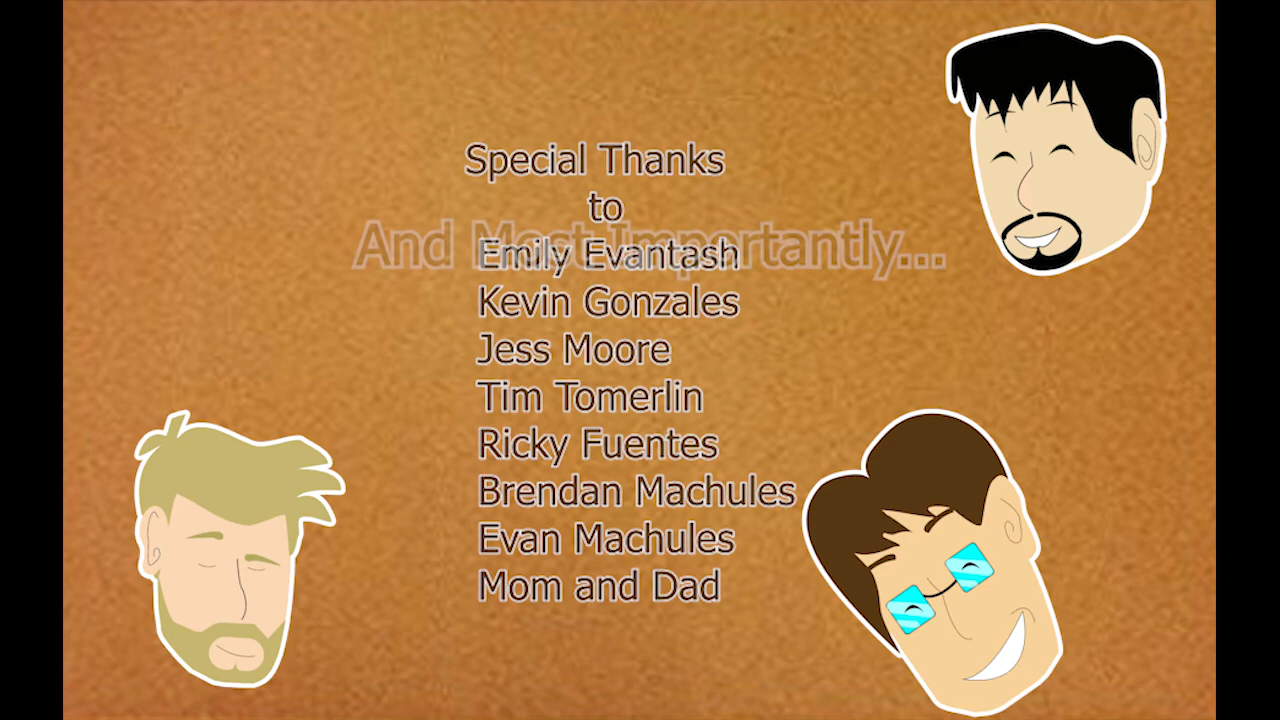 Special Thanks
to
And Most Importantly...
Emily Evantash
Kevin Gonzales
Jess Moore
Tim Tomerlin
Ricky Fuentes
Brendan Machules
Evan Machules
Mom and Dad